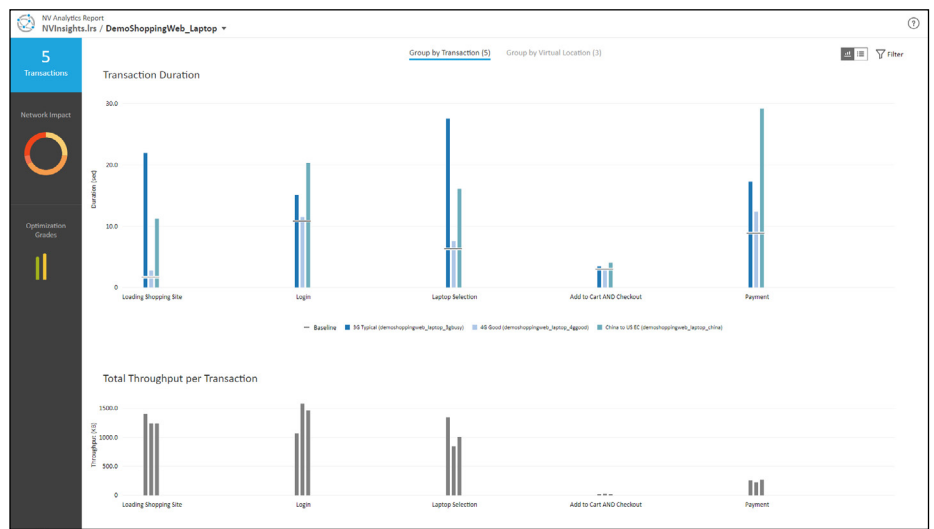 NV Analytics Report
NVInsights.lrs / DemoShoppingWeb_Laptop
5
Transactions
Network Impact
Optimization
Grades
Group by Transaction (5) Group by Virtual Location (3)
Filter
Transaction Duration
Duration [sec]
30.0
20.0
10.0
0
Loading Shopping Site Login Laptop Selection Add to Cart AND Checkout Payment
Baseline 3G Typical (demoshoppingweb_laptop_3gbusy) 4G Good (demoshoppingweb_laptop_4ggood) China to US EC (demoshoppingweb_laptop_china)
Total Throughput per Transaction
Throughput [KB]
1500.0
1000.0
500.0
0
Loading Shopping Site Login Laptop Selection Add to Cart AND Checkout Payment